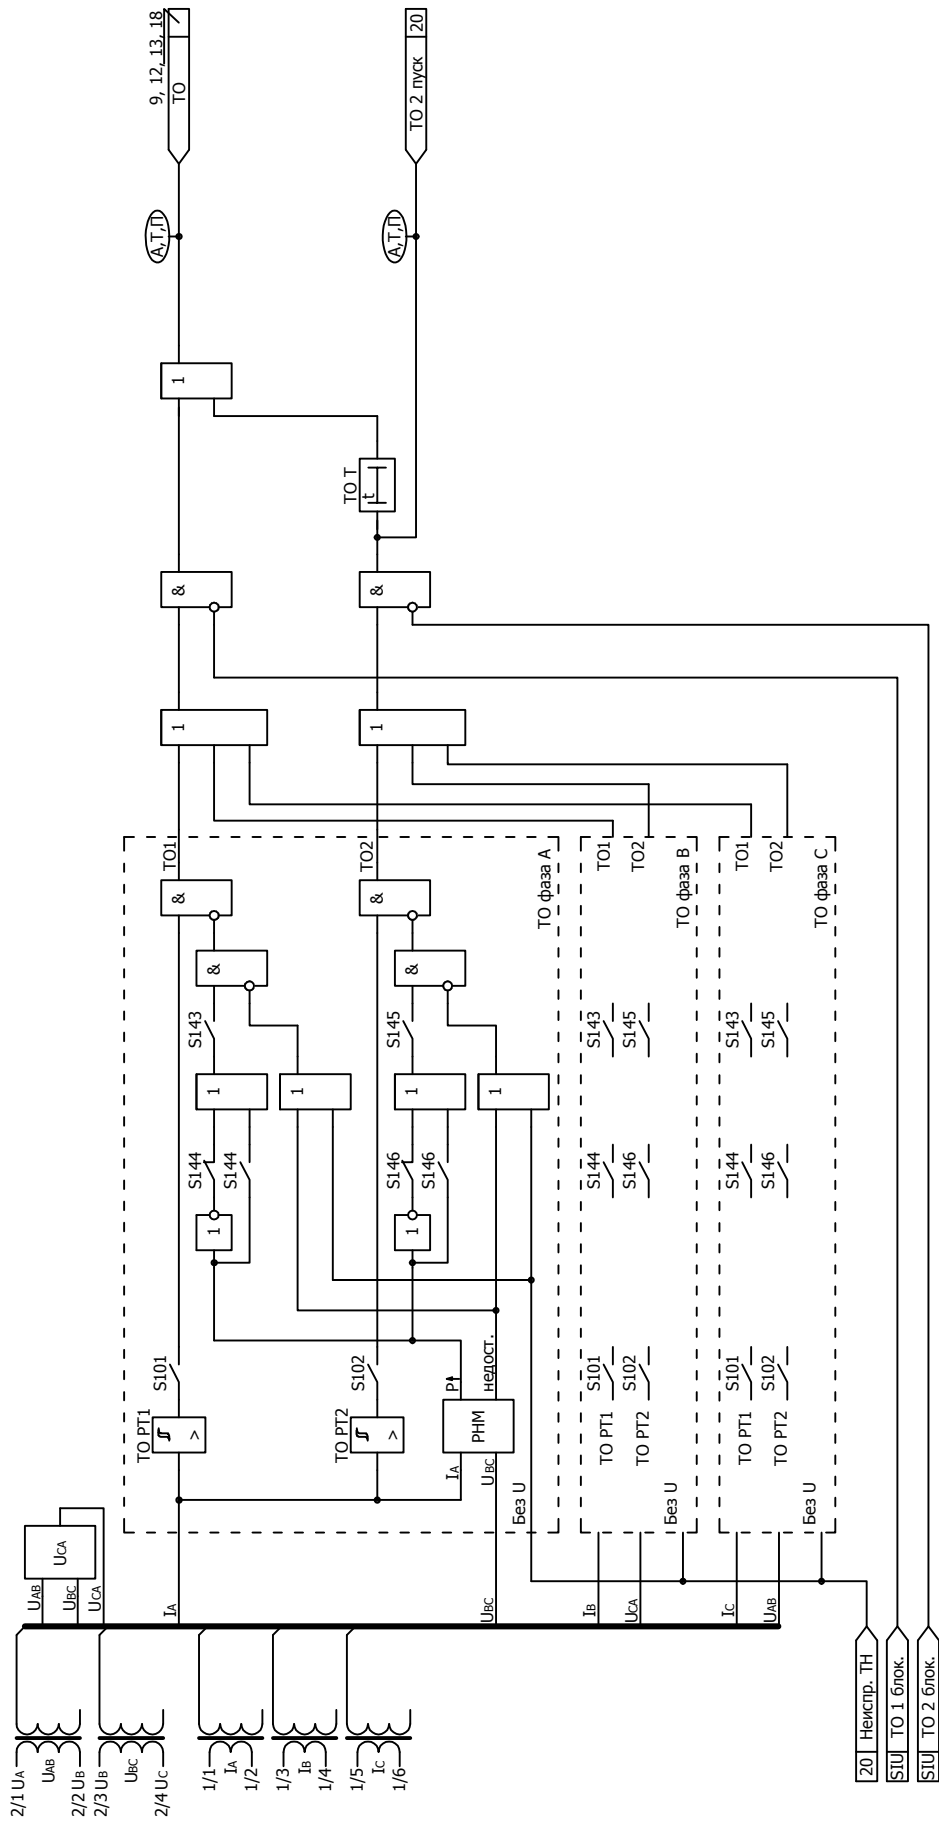 2/1 UA
UAB
2/2 UB
2/3 UB
UBC
2/4 UC
1/1
IA
1/2
1/3
IB
1/4
1/5
IC
1/6
UAB
UBC
UCA
UCA
IA
UBC
IB
UCA
IC
UAB
ТО РТ1
>
S101
S144
S144
1
1
S143
&
&
ТО1
1
ТО РТ2
>
S102
S146
S146
1
1
S145
&
&
ТО2
1
IA
UBC
РНМ
P
недост.
1
Без U
ТО фаза A
ТО РТ1
S101
S144
S143
ТО1
ТО РТ2
S102
S146
S145
ТО2
Без U
ТО фаза B
ТО РТ1
S101
S144
S143
ТО1
ТО РТ2
S102
S146
S145
ТО2
Без U
ТО фаза C
1
&
1
А,Т,П
9, 12, 13, 18
ТО
1
&
ТО Т
t
А,Т,П
ТО 2 пуск 20
20 Неиспр. ТН
SIU ТО 1 блок.
SIU ТО 2 блок.